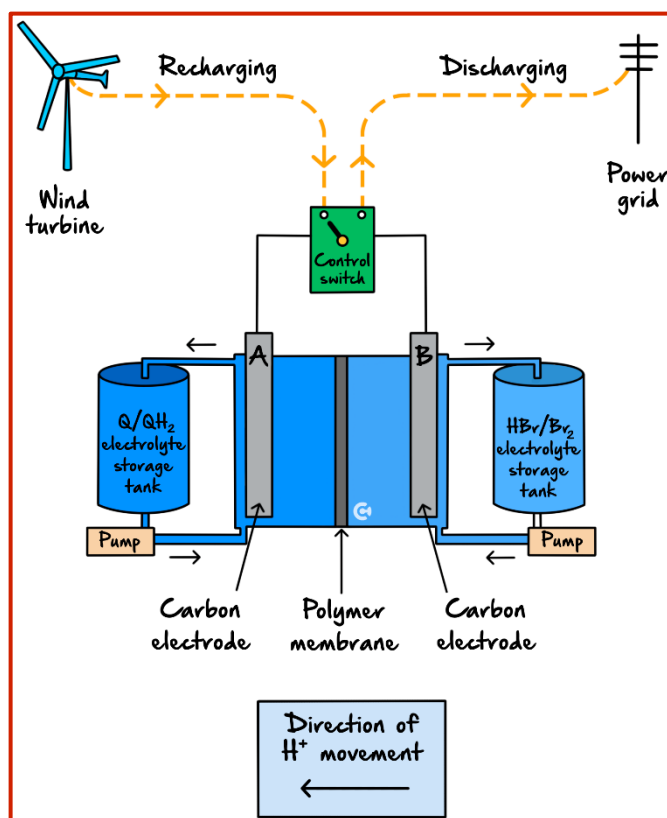 Recharging
Discharging
Wind
turbine
Power
grid
Control
switch
A
B
Q/QH₂
electrolyte
storage
tank
HBr/Br₂
electrolyte
storage
tank
Pump
Pump
Carbon
electrode
Polymer
membrane
Carbon
electrode
Direction of
H⁺ movement